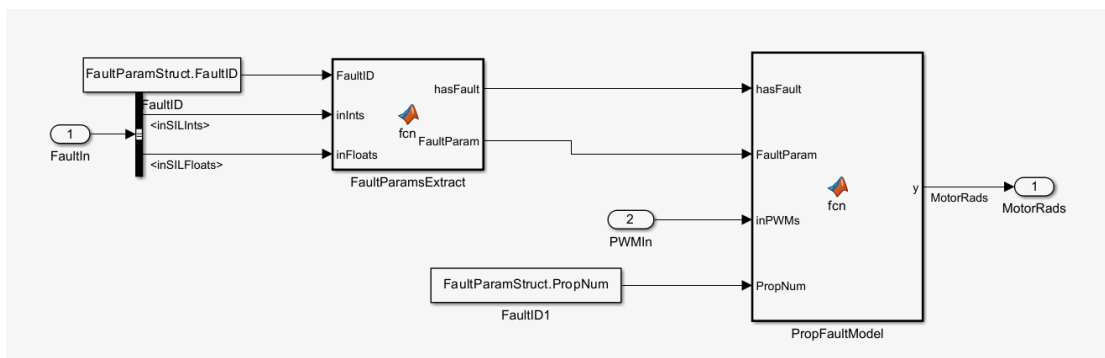 FaultParamStruct.FaultID
FaultID
1
FaultIn
<inSILInts>
<inSILFloats>
FaultID
inInts
inFloats
hasFault
FaultParam
fcn
FaultParamsExtract
2
PWMIn
FaultParamStruct.PropNum
FaultID1
hasFault
FaultParam
inPWMs
PropNum
fcn
y
PropFaultModel
MotorRads
1
MotorRads